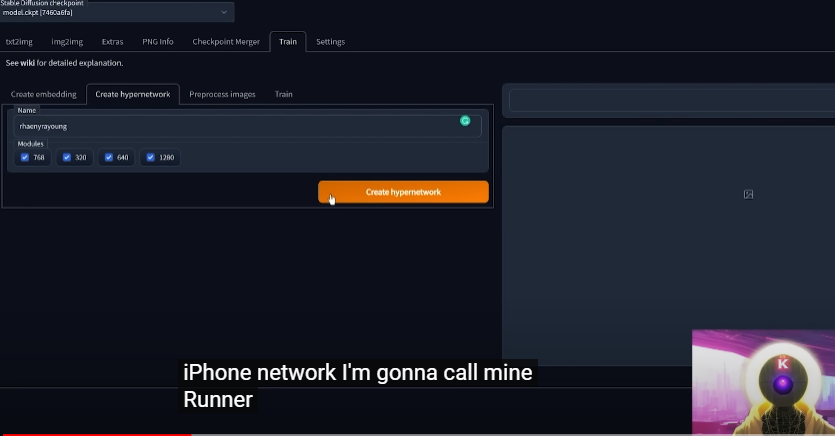 Stable Diffusion checkpoint
model.ckpt [7460a6fa]
txt2img img2img Extras PNG Info Checkpoint Merger Train Settings
See wiki for detailed explanation.
Create embedding Create hypernetwork Preprocess images Train
Name
rhaenyrayoung
Modules
768 320 640 1280
Create hypernetwork
K
iPhone network I'm gonna call mine
Runner